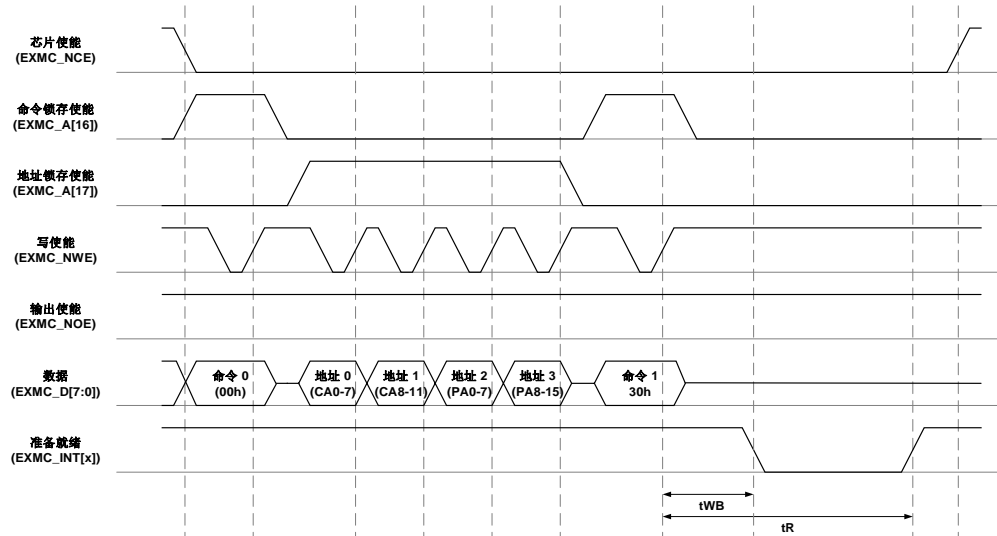 芯片使能
(EXMC_NCE)
命令锁存使能
(EXMC_A[16])
地址锁存使能
(EXMC_A[17])
写使能
(EXMC_NWE)
输出使能
(EXMC_NOE)
数据
(EXMC_D[7:0])
命令 0
(00h)
地址 0
(CA0-7)
地址 1
(CA8-11)
地址 2
(PA0-7)
地址 3
(PA8-15)
命令 1
30h
准备就绪
(EXMC_INT[x])
tWB
tR